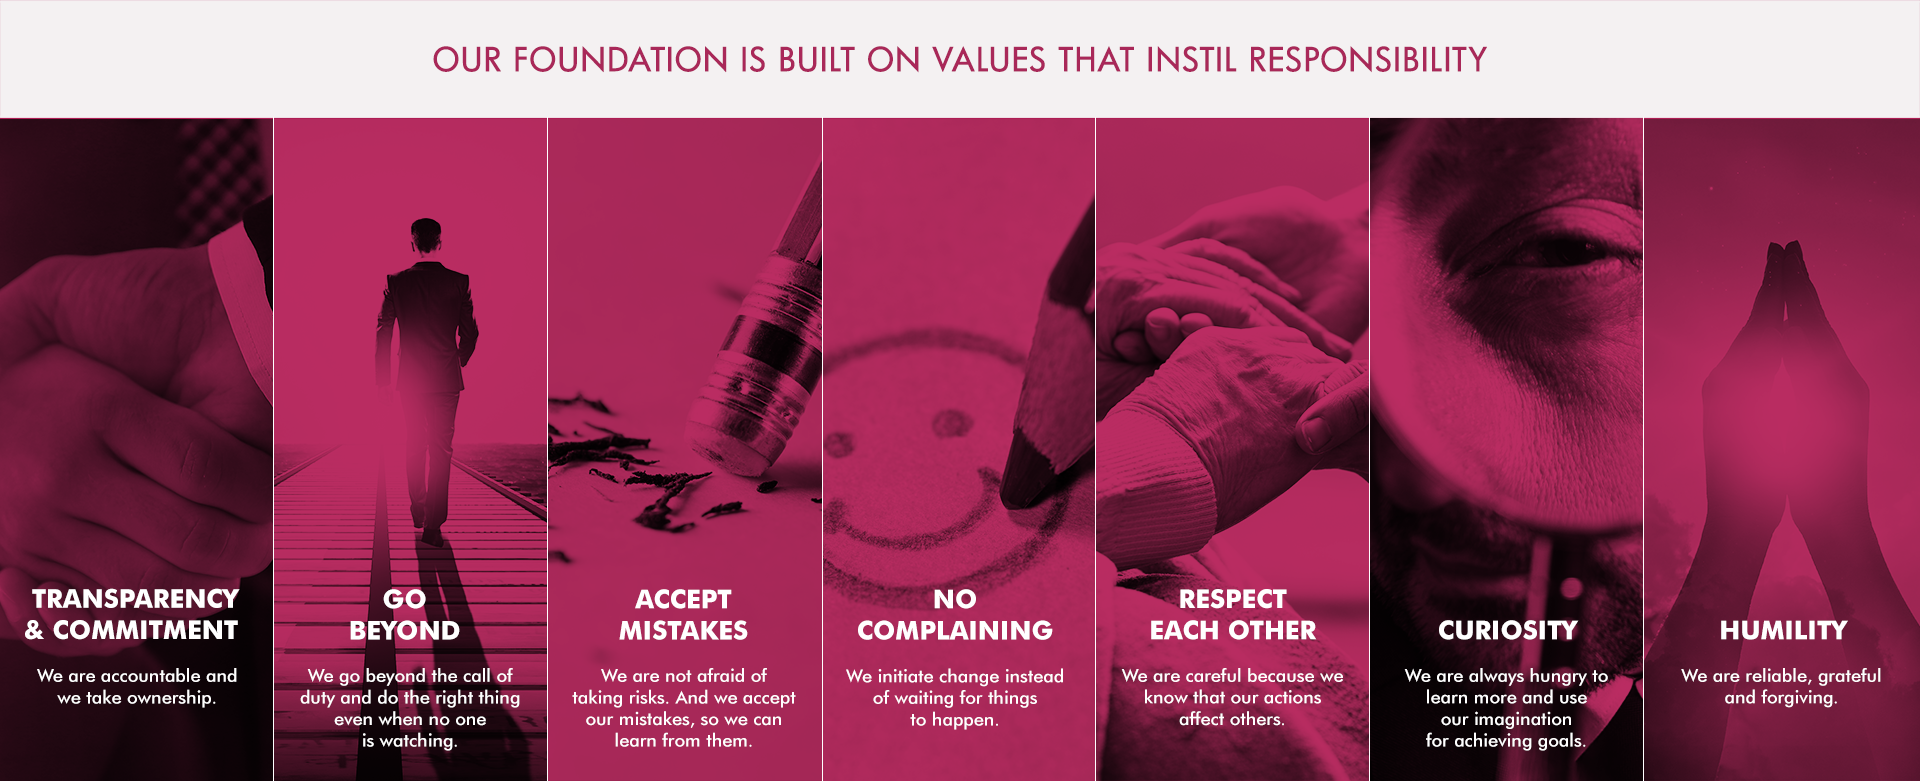 OUR FOUNDATION IS BUILT ON VALUES THAT INSTIL RESPONSIBILITY
TRANSPARENCY
& COMMITMENT
We are accountable and
we take ownership.
GO
BEYOND
We go beyond the call of
duty and do the right thing
even when no one
is watching.
ACCEPT
MISTAKES
We are not afraid of
taking risks. And we accept
our mistakes, so we can
learn from them.
NO
COMPLAINING
We initiate change instead
of waiting for things
to happen.
RESPECT
EACH OTHER
We are careful because we
know that our actions
affect others.
CURIOSITY
We are always hungry to
learn more and use
our imagination
for achieving goals.
HUMILITY
We are reliable, grateful
and forgiving.